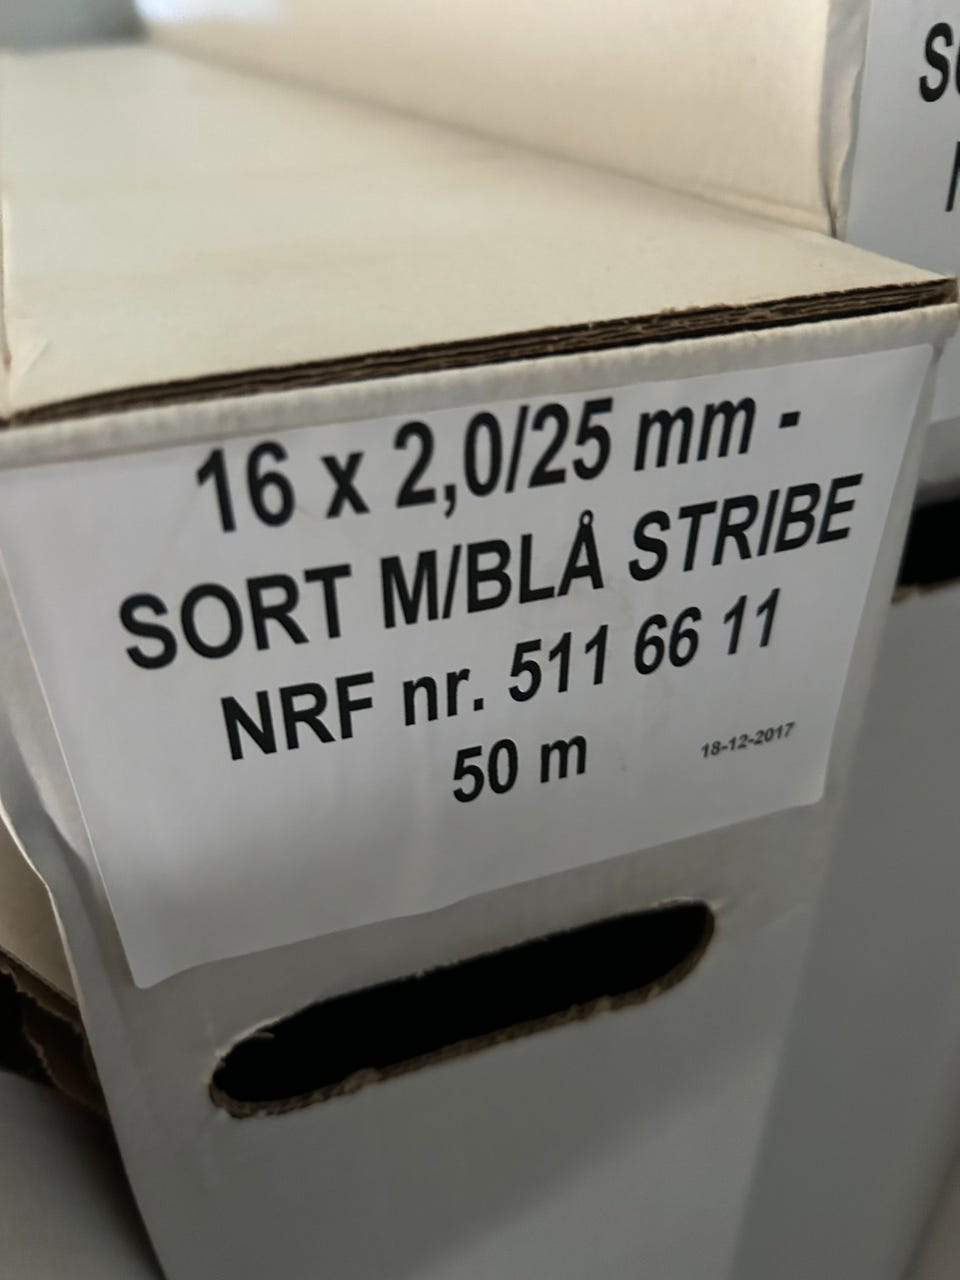 16 x 2,0/25 mm -
SORT M/BLÅ STRIBE
NRF nr. 511 66 11
50 m
18-12-2017